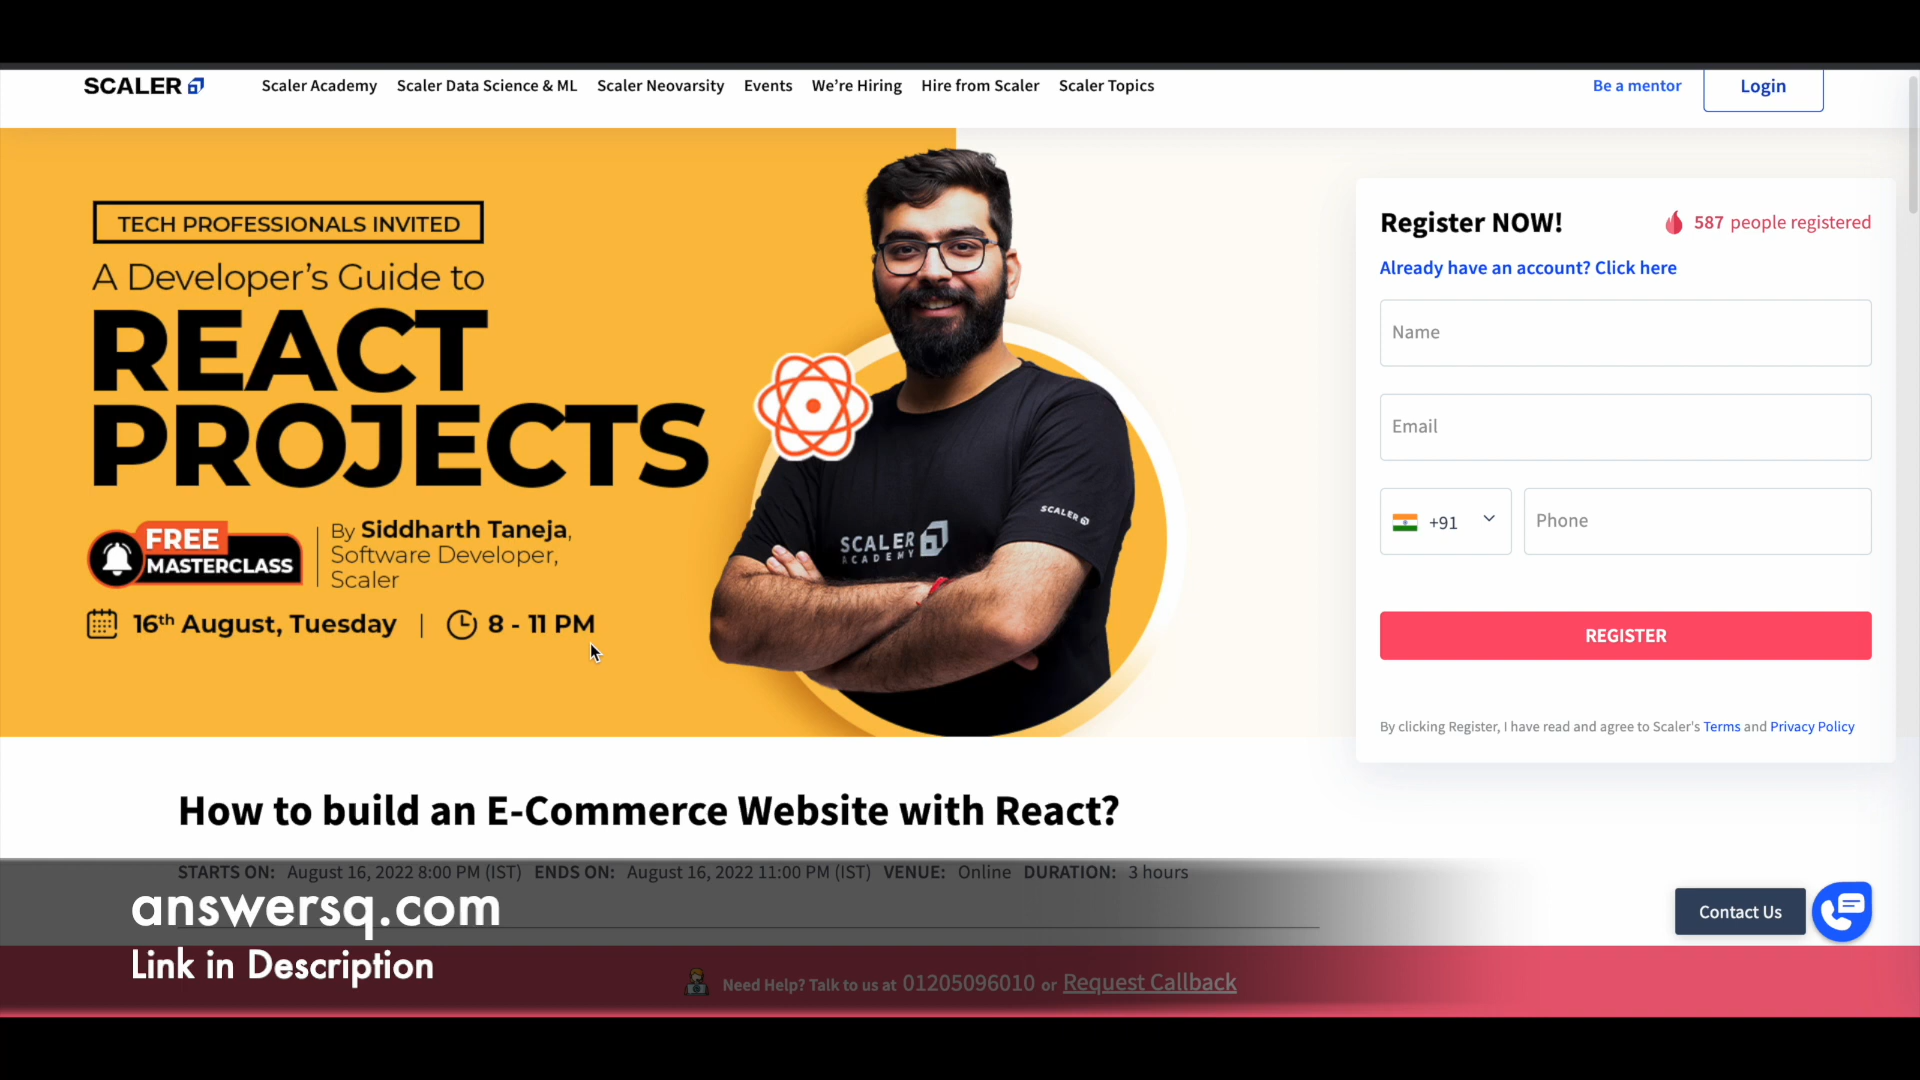 SCALER
Scaler Academy Scaler Data Science & ML Scaler Neovarsity Events We're Hiring Hire from Scaler Scaler Topics Be a mentor Login
TECH PROFESSIONALS INVITED
A Developer's Guide to
REACT
PROJECTS
FREE
MASTERCLASS
By Siddharth Taneja,
Software Developer,
Scaler
16th August, Tuesday | 8 - 11 PM
SCALER
ACADEMY
SCALER
Register NOW! 587 people registered
Already have an account? Click here
Name
Email
+91 Phone
REGISTER
By clicking Register, I have read and agree to Scaler's Terms and Privacy Policy
How to build an E-Commerce Website with React?
STARTS ON: August 16, 2022 8:00 PM (IST) ENDS ON: August 16, 2022 11:00 PM (IST) VENUE: Online DURATION: 3 hours
answersq.com
Link in Description
Contact Us
Need Help? Talk to us at 01205096010 or Request Callback